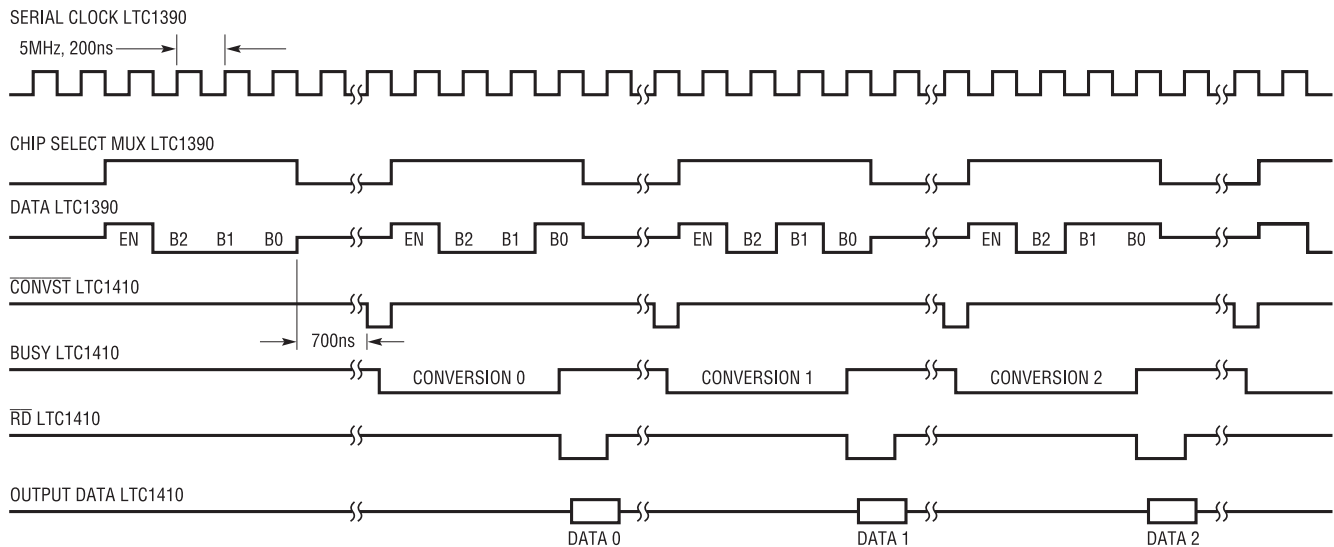 SERIAL CLOCK LTC1390
5MHz, 200ns
CHIP SELECT MUX LTC1390
DATA LTC1390
EN B2 B1 B0 EN B2 B1 B0 EN B2 B1 B0 EN B2 B1 B0
CONVST LTC1410
700ns
BUSY LTC1410
CONVERSION 0 CONVERSION 1 CONVERSION 2
RD LTC1410
OUTPUT DATA LTC1410
DATA 0 DATA 1 DATA 2